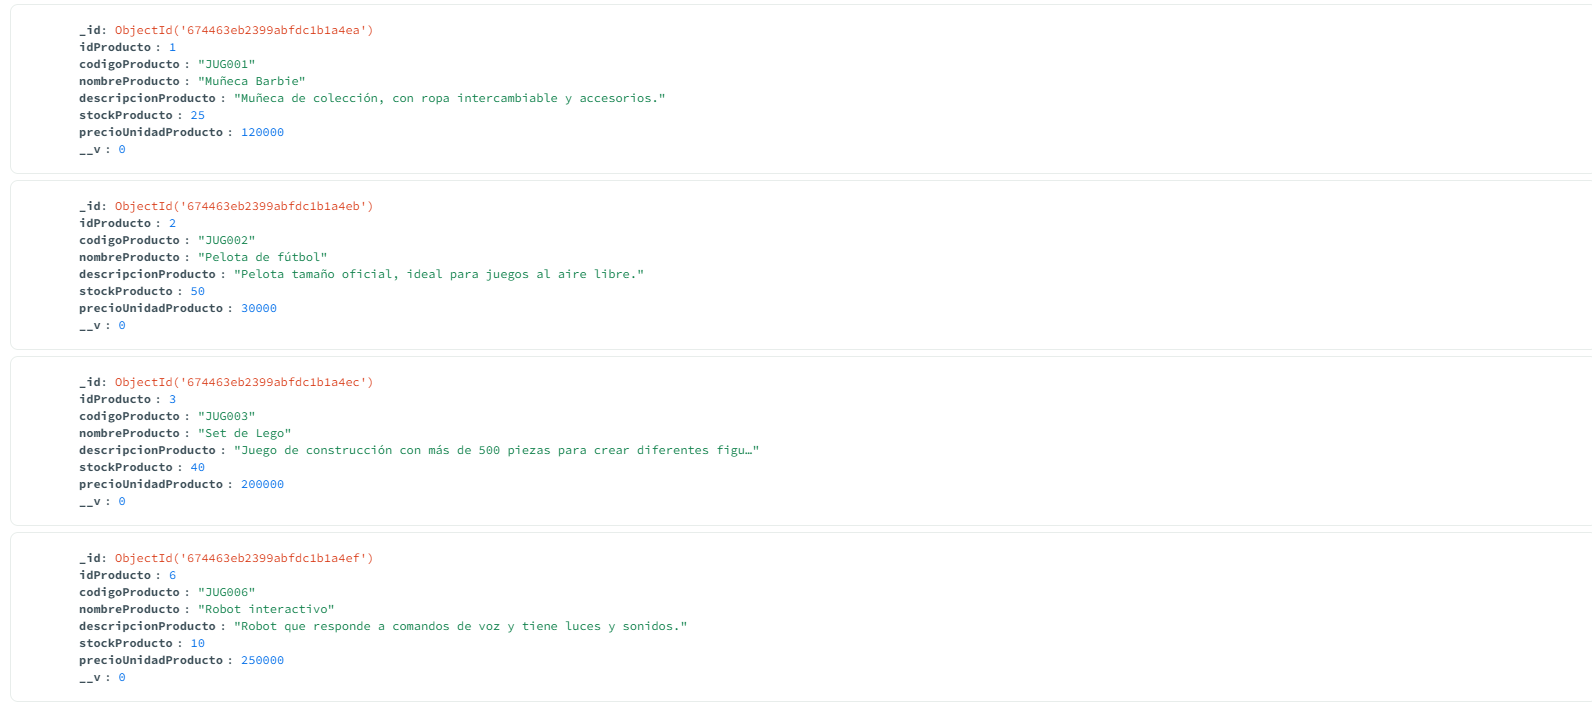 _id: ObjectId('674463eb2399abfdc1b1a4ea')
idProducto : 1
codigoProducto : "JUG001"
nombreProducto : "Muñeca Barbie"
descripcionProducto : "Muñeca de colección, con ropa intercambiable y accesorios."
stockProducto : 25
precioUnidadProducto : 120000
__v : 0
_id: ObjectId('674463eb2399abfdc1b1a4eb')
idProducto : 2
codigoProducto : "JUG002"
nombreProducto : "Pelota de fútbol"
descripcionProducto : "Pelota tamaño oficial, ideal para juegos al aire libre."
stockProducto : 50
precioUnidadProducto : 30000
__v : 0
_id: ObjectId('674463eb2399abfdc1b1a4ec')
idProducto : 3
codigoProducto : "JUG003"
nombreProducto : "Set de Lego"
descripcionProducto : "Juego de construcción con más de 500 piezas para crear diferentes figu…"
stockProducto : 40
precioUnidadProducto : 200000
__v : 0
_id: ObjectId('674463eb2399abfdc1b1a4ef')
idProducto : 6
codigoProducto : "JUG006"
nombreProducto : "Robot interactivo"
descripcionProducto : "Robot que responde a comandos de voz y tiene luces y sonidos."
stockProducto : 10
precioUnidadProducto : 250000
__v : 0